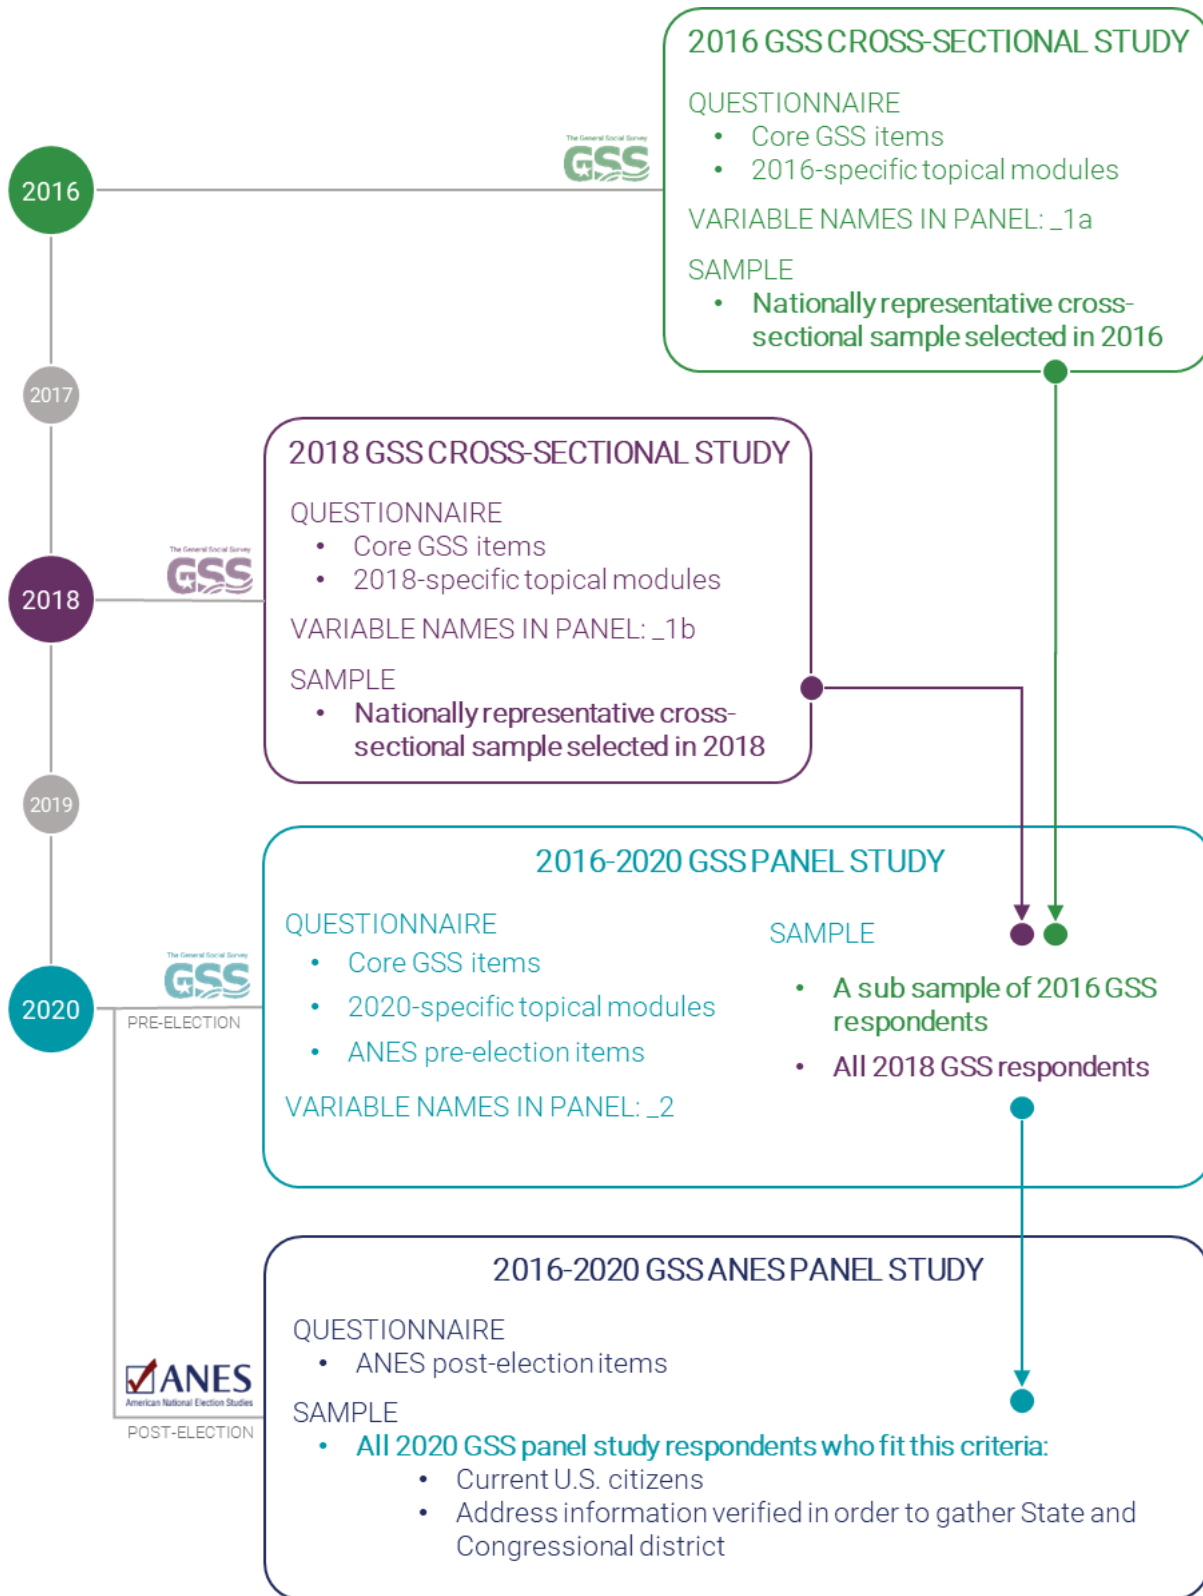 2016 GSS CROSS-SECTIONAL STUDY
QUESTIONNAIRE
• Core GSS items
• 2016-specific topical modules
VARIABLE NAMES IN PANEL: _1a
SAMPLE
• Nationally representative cross-
sectional sample selected in 2016
The General Social Survey
GSS
2016
2017
2018 GSS CROSS-SECTIONAL STUDY
QUESTIONNAIRE
• Core GSS items
• 2018-specific topical modules
VARIABLE NAMES IN PANEL: _1b
SAMPLE
• Nationally representative cross-
sectional sample selected in 2018
The General Social Survey
GSS
2018
2019
2016-2020 GSS PANEL STUDY
QUESTIONNAIRE
• Core GSS items
• 2020-specific topical modules
• ANES pre-election items
VARIABLE NAMES IN PANEL: _2
SAMPLE
• A sub sample of 2016 GSS
respondents
• All 2018 GSS respondents
The General Social Survey
GSS
2020
PRE-ELECTION
2016-2020 GSS ANES PANEL STUDY
QUESTIONNAIRE
• ANES post-election items
SAMPLE
• All 2020 GSS panel study respondents who fit this criteria:
• Current U.S. citizens
• Address information verified in order to gather State and
Congressional district
ANES
American National Election Studies
POST-ELECTION